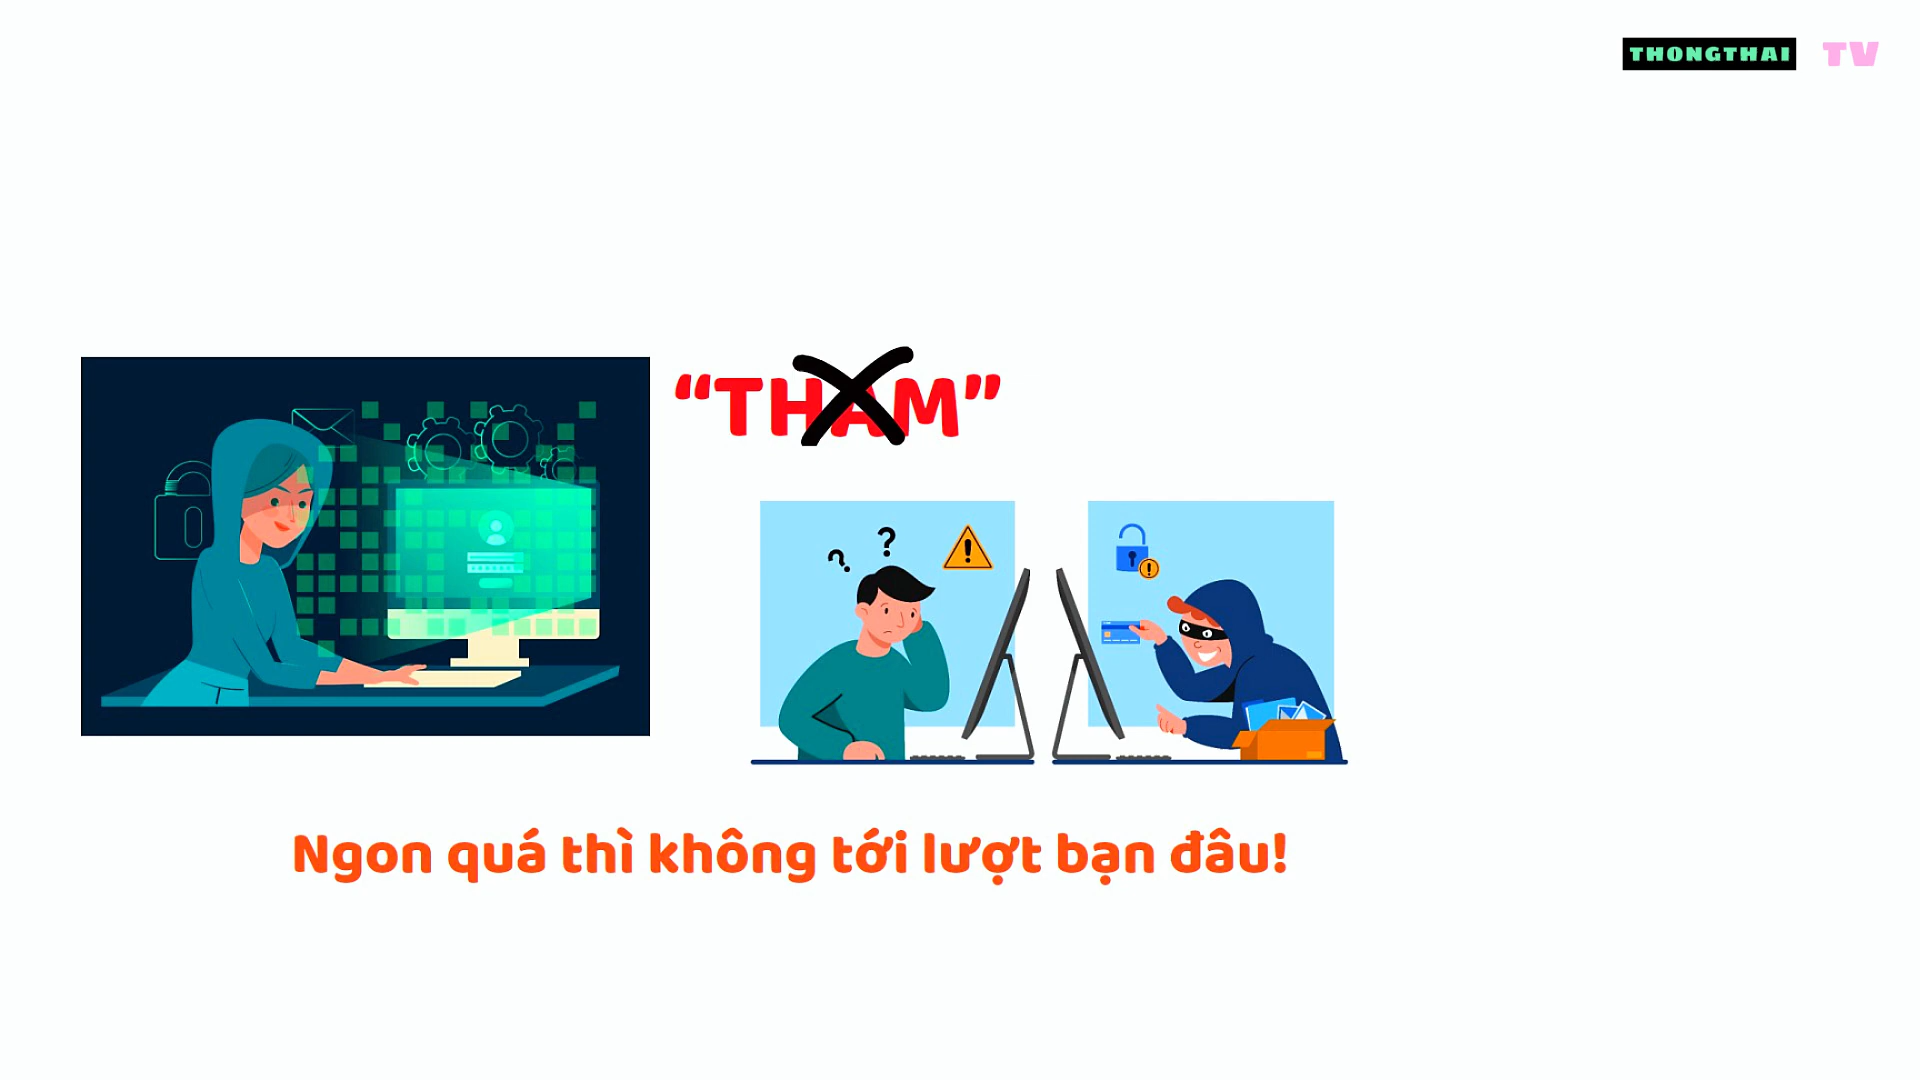 THONGTHAI TV
“THAM”
Ngon quá thì không tới lượt bạn đâu!